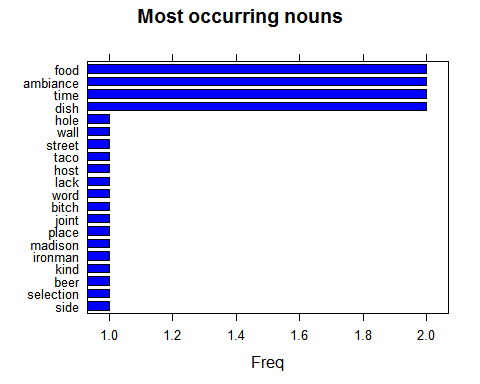 Most occurring nouns
food
ambiance
time
dish
hole
wall
street
taco
host
lack
word
bitch
joint
place
madison
ironman
kind
beer
selection
side
1.0 1.2 1.4 1.6 1.8 2.0
Freq